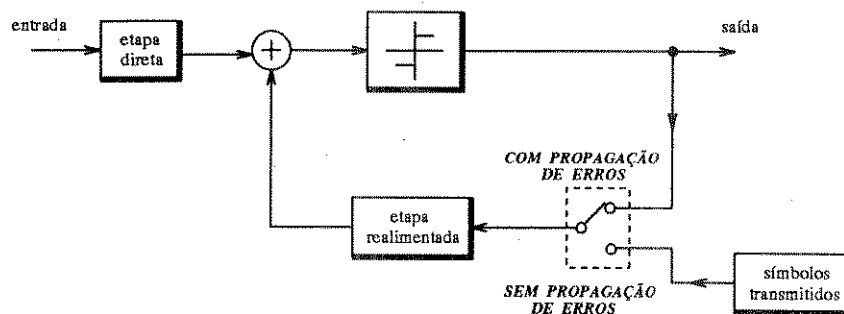 entrada
etapa
direta
+
saída
COM PROPAGAÇÃO
DE ERROS
etapa
realimentada
SEM PROPAGAÇÃO
DE ERROS
símbolos
transmitidos